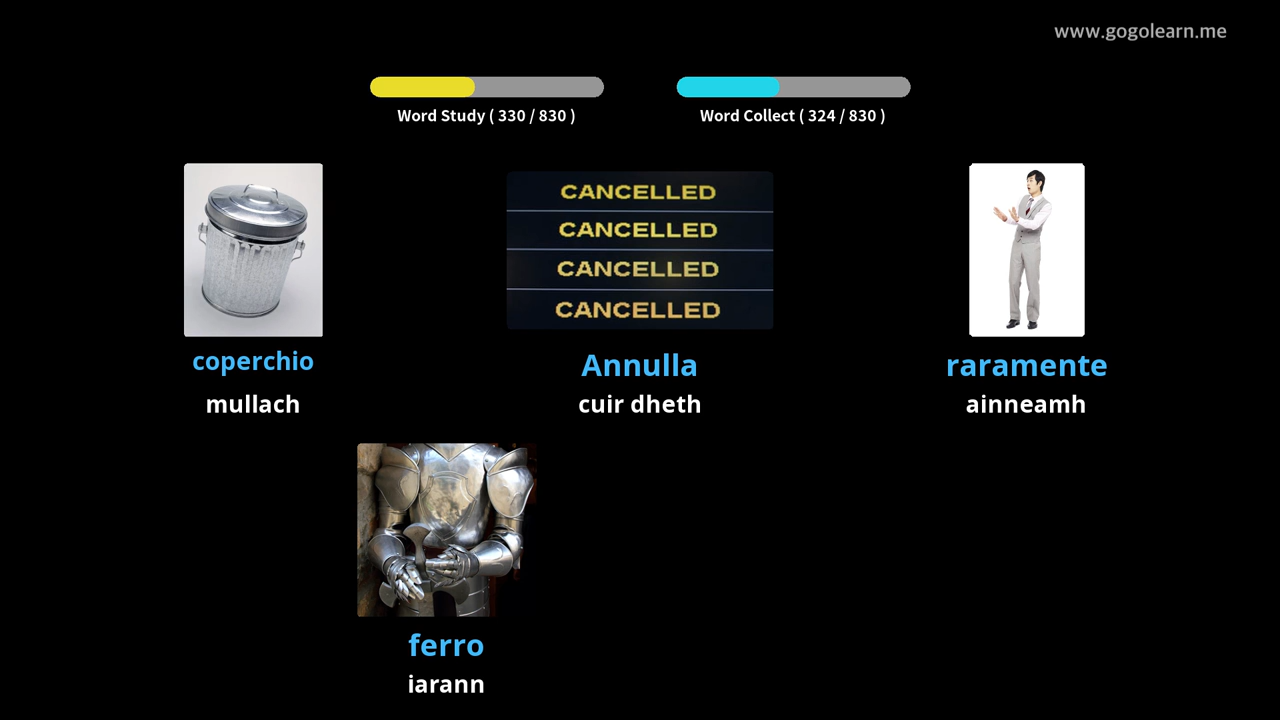 www.gogolearn.me
Word Study ( 330 / 830 )
Word Collect ( 324 / 830 )
CANCELLED
CANCELLED
CANCELLED
CANCELLED
coperchio
Annulla
raramente
mullach
cuir dheth
ainneamh
ferro
iarann